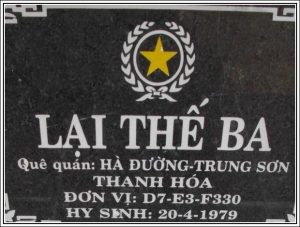 LẠI THẾ BA
Quê quán: HÀ ĐƯỜNG-TRUNG SƠN
THANH HÓA
ĐƠN VỊ: D7-E3-F330
HY SINH: 20-4-1979